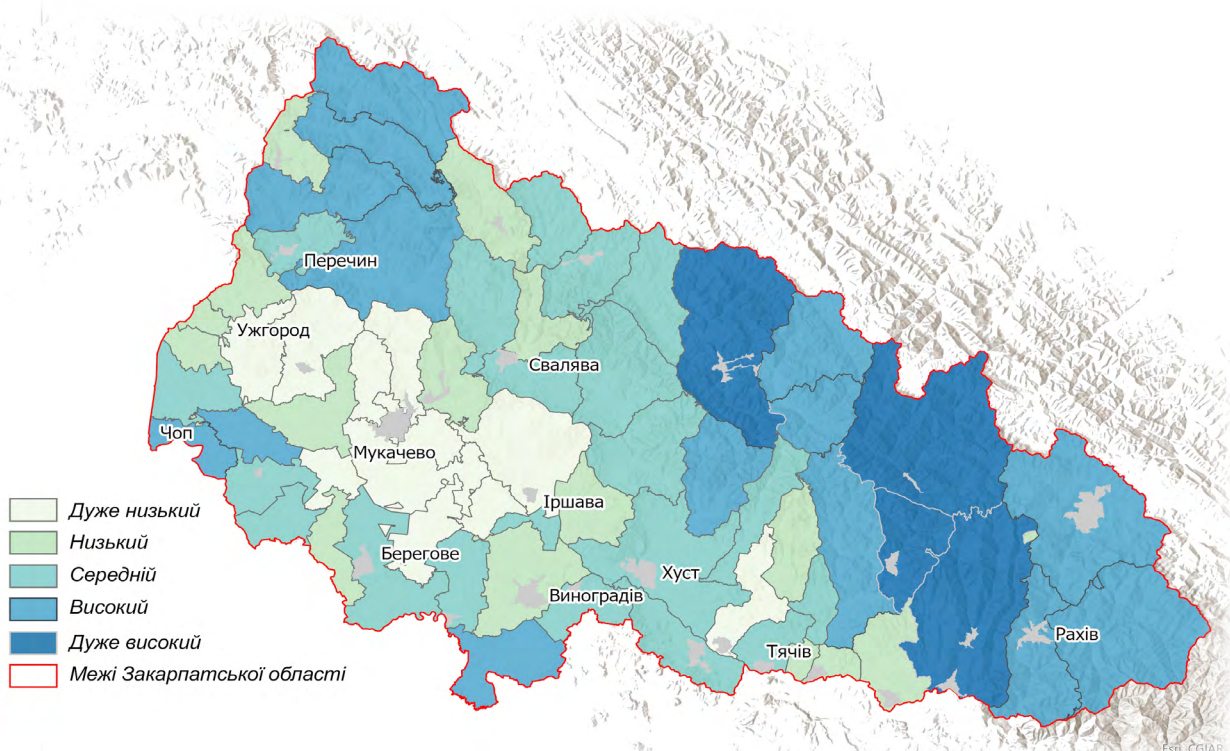 Перечин
Ужгород
Свалява
Чоп
Мукачево
Іршава
Берегове
Хуст
Виноградів
Рахів
Тячів
Дуже низький
Низький
Середній
Високий
Дуже високий
Межі Закарпатської області